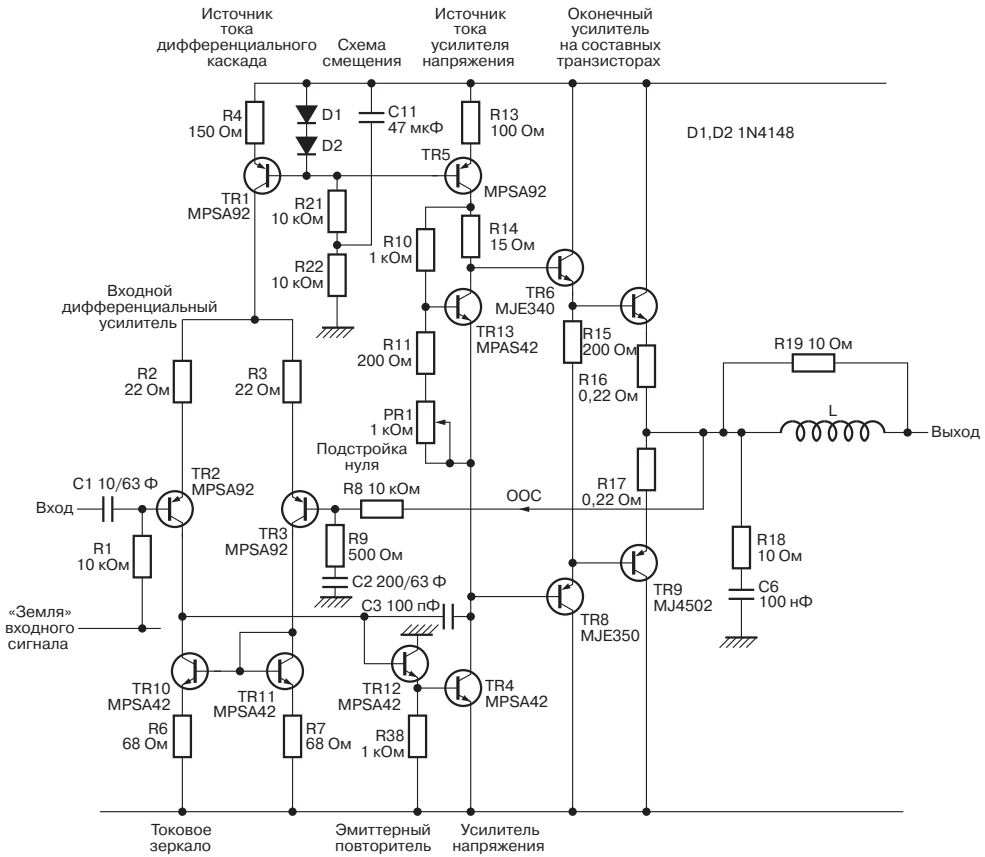 Источник
тока
дифференциального
каскада
Схема
смещения
Источник
тока
усилителя
напряжения
Оконечный
усилитель
на составных
транзисторах
R4
150 Ом
D1
D2
C11
47 мкФ
R13
100 Ом
D1,D2 1N4148
TR5
MPSA92
TR1
MPSA92
R21
10 кОм
R22
10 кОм
R10
1 кОм
R14
15 Ом
TR6
MJE340
Входной
дифференциальный
усилитель
TR13
MPAS42
R11
200 Ом
R15
200 Ом
R16
0,22 Ом
R19 10 Ом
R2
22 Ом
R3
22 Ом
PR1
1 кОм
L
Выход
Подстройка
нуля
R17
0,22 Ом
C1 10/63 Ф
TR2
MPSA92
R8 10 кОм
ООС
Вход
TR3
MPSA92
R9
500 Ом
R1
10 кОм
R18
10 Ом
C2 200/63 Ф
C3 100 пФ
TR9
MJ4502
C6
100 нФ
TR8
MJE350
«Земля»
входного
сигнала
TR10
MPSA42
TR11
MPSA42
TR12
MPSA42
TR4
MPSA42
R6
68 Ом
R7
68 Ом
R38
1 кОм
Токовое
зеркало
Эмиттерный
повторитель
Усилитель
напряжения